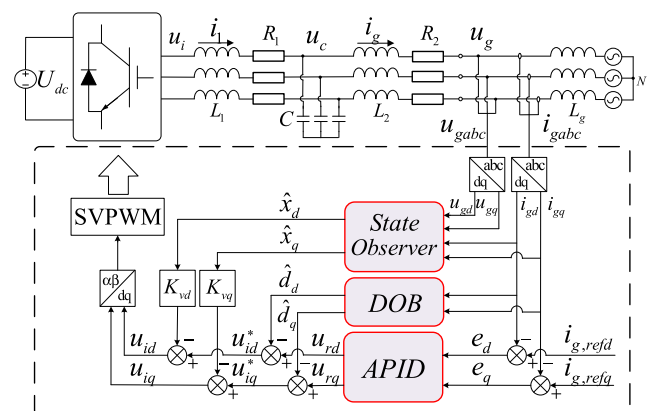 u_i i_1 R_1 u_c i_g R_2 u_g
U_dc
N
L_1 C L_2 L_g
u_gabc i_gabc
abc dq abc dq
u_gd u_gq i_gd i_gq
x̂_d
State
Observer
SVPWM
x̂_q
αβ dq K_vd K_vq
d̂_d
DOB
d̂_q
u_id − u_id^* − u_rd e_d − i_g,refd
+ + +
APID
u_iq − u_iq^* − u_rq e_q − i_g,refq
+ + +